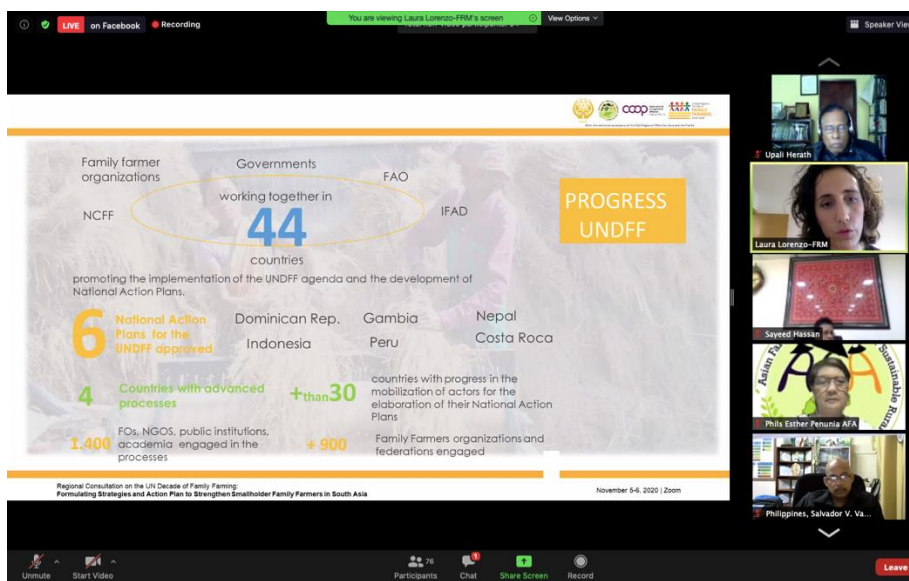 LIVE on Facebook
Recording
You are viewing Laura Lorenzo-FRM's screen
View Options
Speaker View
coop
Family farmer
organizations
Governments
FAO
NCFF
working together in
IFAD
44
countries
PROGRESS
UNDFF
promoting the implementation of the UNDFF agenda and the development of
National Action Plans.
6
National Action
Plans for the
UNDFF approved
Dominican Rep.
Gambia
Nepal
Indonesia
Peru
Costa Roca
4
Countries with advanced
processes
+than30
countries with progress in the
mobilization of actors for the
elaboration of their National Action
Plans
1.400
FOs, NGOS, public institutions,
academia engaged in the
processes
+ 900
Family Farmers organizations and
federations engaged
Regional Consultation on the UN Decade of Family Farming:
Formulating Strategies and Action Plan to Strengthen Smallholder Family Farmers in South Asia
November 5-6, 2020 | Zoom
Upali Herath
Laura Lorenzo-FRM
Sayeed Hassan
Asian Fa
Sustainable Rura
Phils Esther Penunia AFA
Philippines, Salvador V. Va...
Unmute
Start Video
76
Participants
1
Chat
Share Screen
Record
Leave